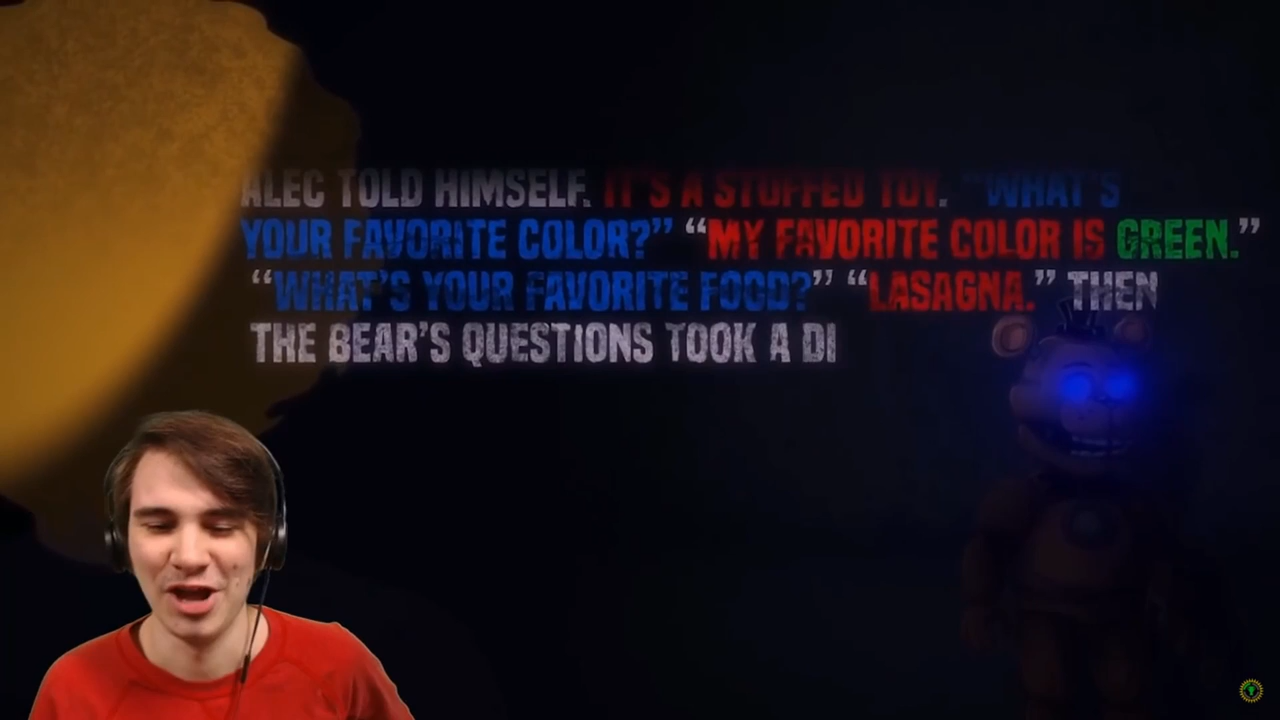 ALEC TOLD HIMSELF. IT'S A STUFFED TOY. "WHAT'S
YOUR FAVORITE COLOR?" "MY FAVORITE COLOR IS GREEN."
"WHAT'S YOUR FAVORITE FOOD?" "LASAGNA." THEN
THE BEAR'S QUESTIONS TOOK A DI